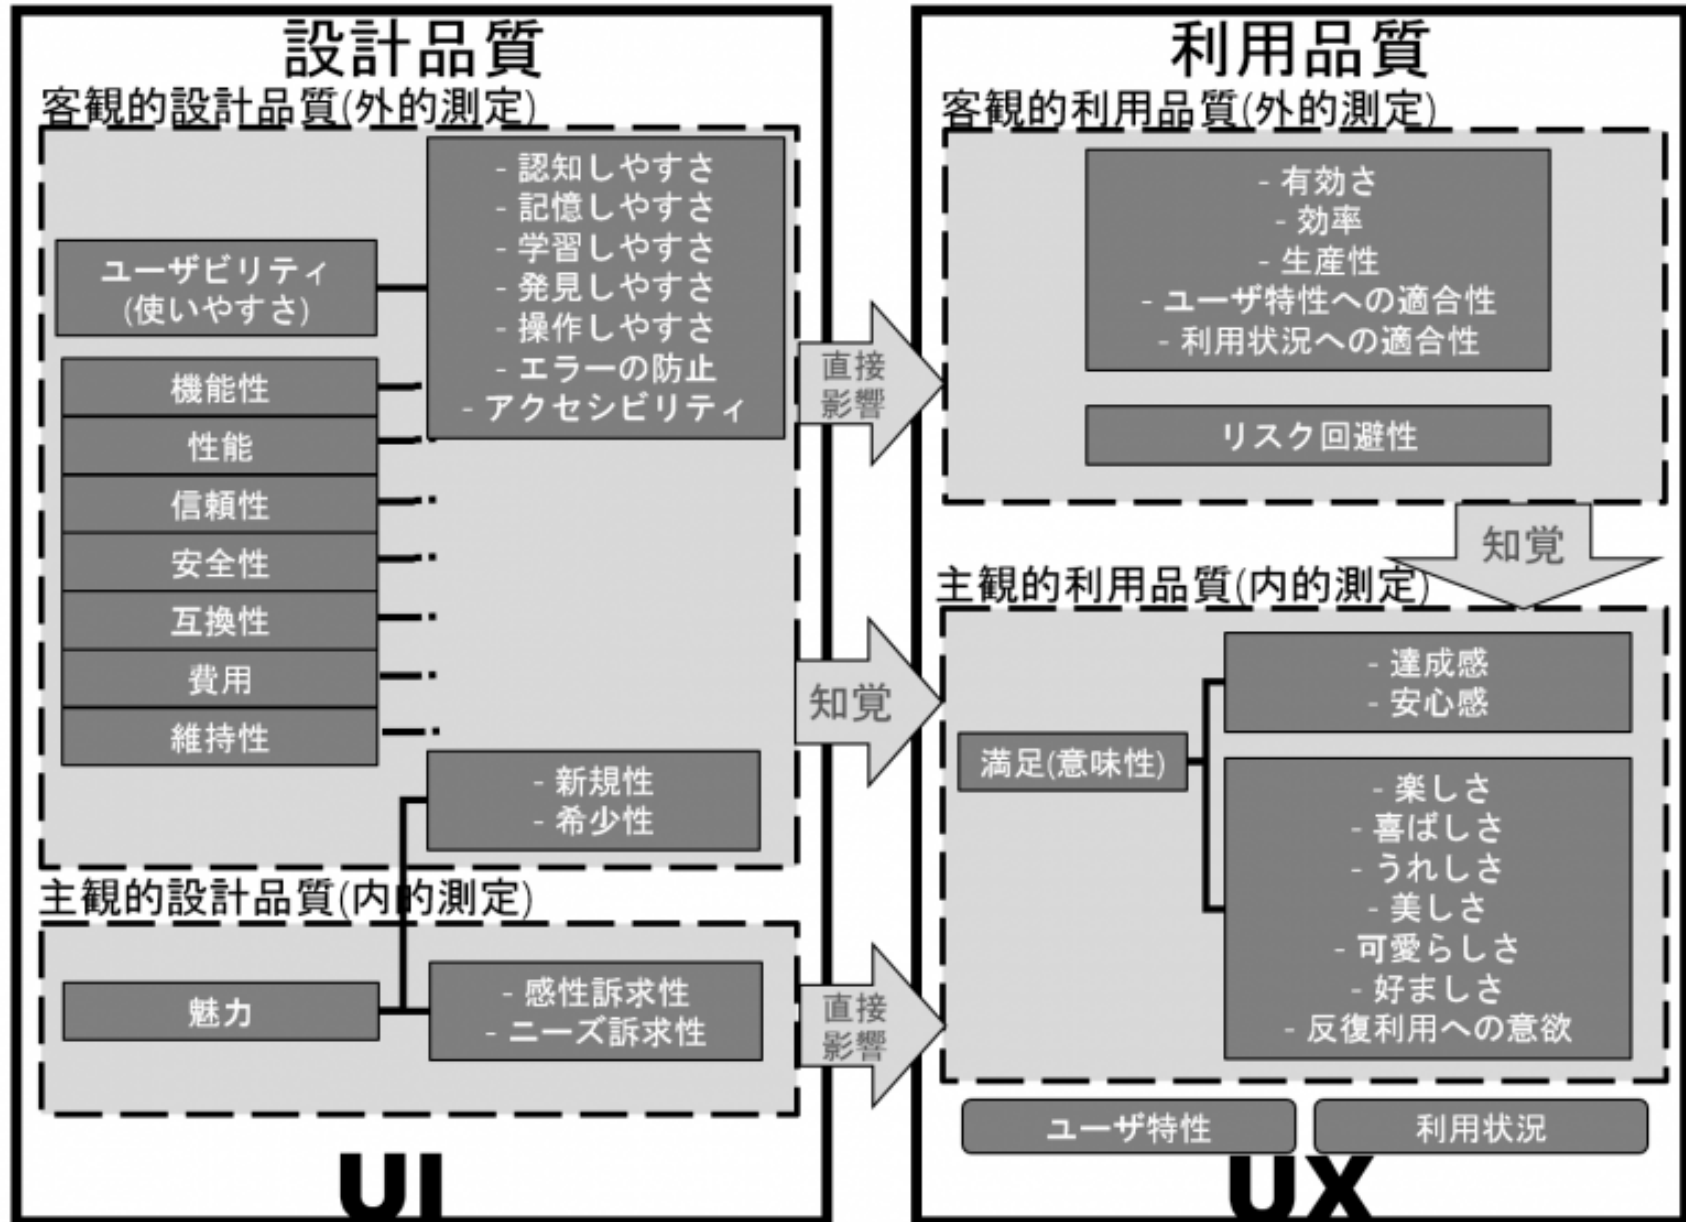 設計品質
客観的設計品質(外的測定)
ユーザビリティ
(使いやすさ)
- 認知しやすさ
- 記憶しやすさ
- 学習しやすさ
- 発見しやすさ
- 操作しやすさ
- エラーの防止
- アクセシビリティ
機能性
性能
信頼性
安全性
互換性
費用
維持性
- 新規性
- 希少性
主観的設計品質(内的測定)
魅力
- 感性訴求性
- ニーズ訴求性
UI
直接
影響
知覚
直接
影響
利用品質
客観的利用品質(外的測定)
- 有効さ
- 効率
- 生産性
- ユーザ特性への適合性
- 利用状況への適合性
リスク回避性
知覚
主観的利用品質(内的測定)
満足(意味性)
- 達成感
- 安心感
- 楽しさ
- 喜ばしさ
- うれしさ
- 美しさ
- 可愛らしさ
- 好ましさ
- 反復利用への意欲
ユーザ特性
利用状況
UX